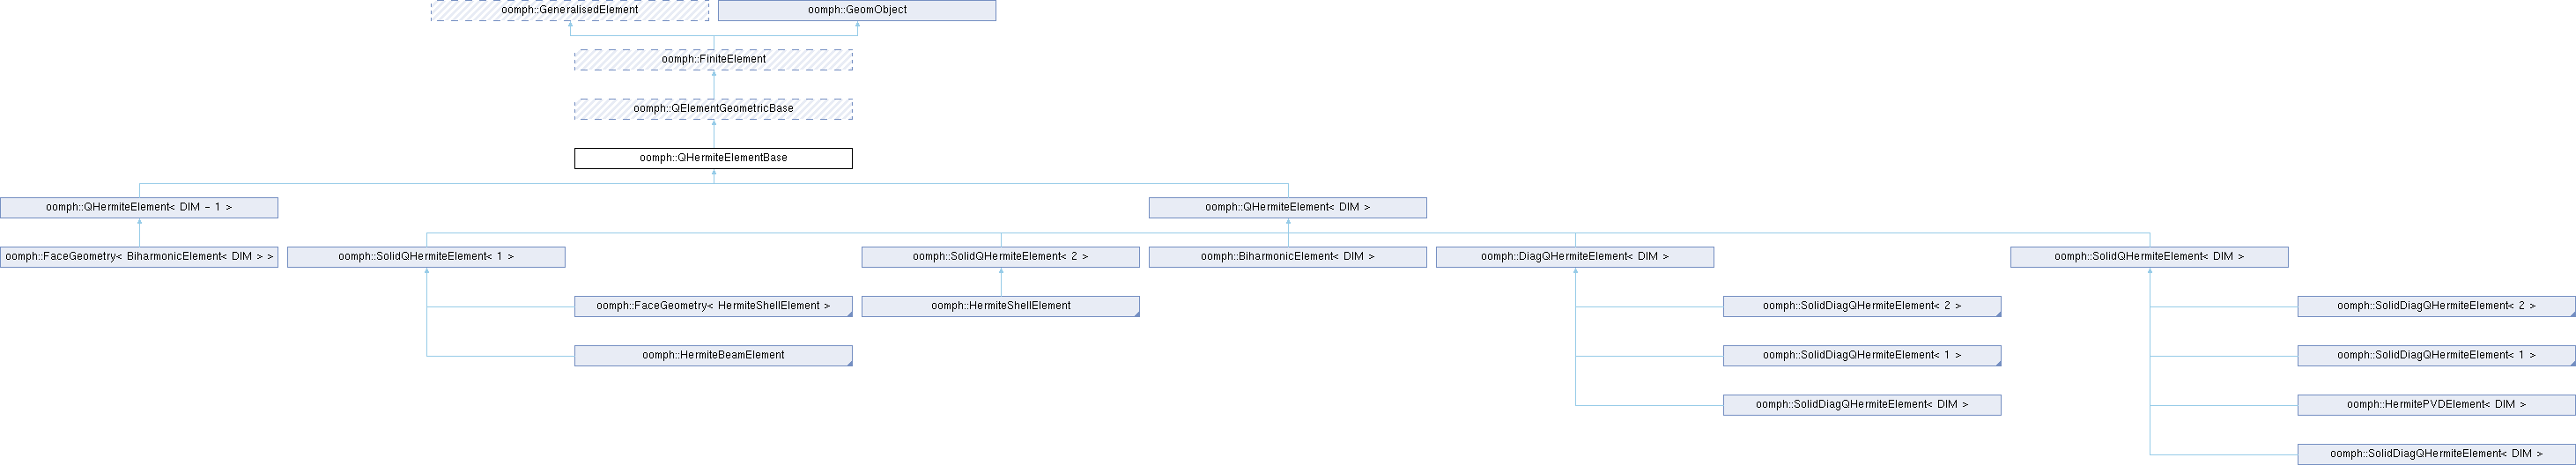 oomph::GeneralisedElement
oomph::GeomObject
oomph::FiniteElement
oomph::QElementGeometricBase
oomph::QHermiteElementBase
oomph::QHermiteElement< DIM - 1 >
oomph::QHermiteElement< DIM >
oomph::FaceGeometry< BiharmonicElement< DIM > >
oomph::SolidQHermiteElement< 1 >
oomph::SolidQHermiteElement< 2 >
oomph::BiharmonicElement< DIM >
oomph::DiagQHermiteElement< DIM >
oomph::SolidQHermiteElement< DIM >
oomph::FaceGeometry< HermiteShellElement >
oomph::HermiteShellElement
oomph::SolidDiagQHermiteElement< 2 >
oomph::SolidDiagQHermiteElement< 2 >
oomph::HermiteBeamElement
oomph::SolidDiagQHermiteElement< 1 >
oomph::SolidDiagQHermiteElement< 1 >
oomph::SolidDiagQHermiteElement< DIM >
oomph::HermitePVDElement< DIM >
oomph::SolidDiagQHermiteElement< DIM >